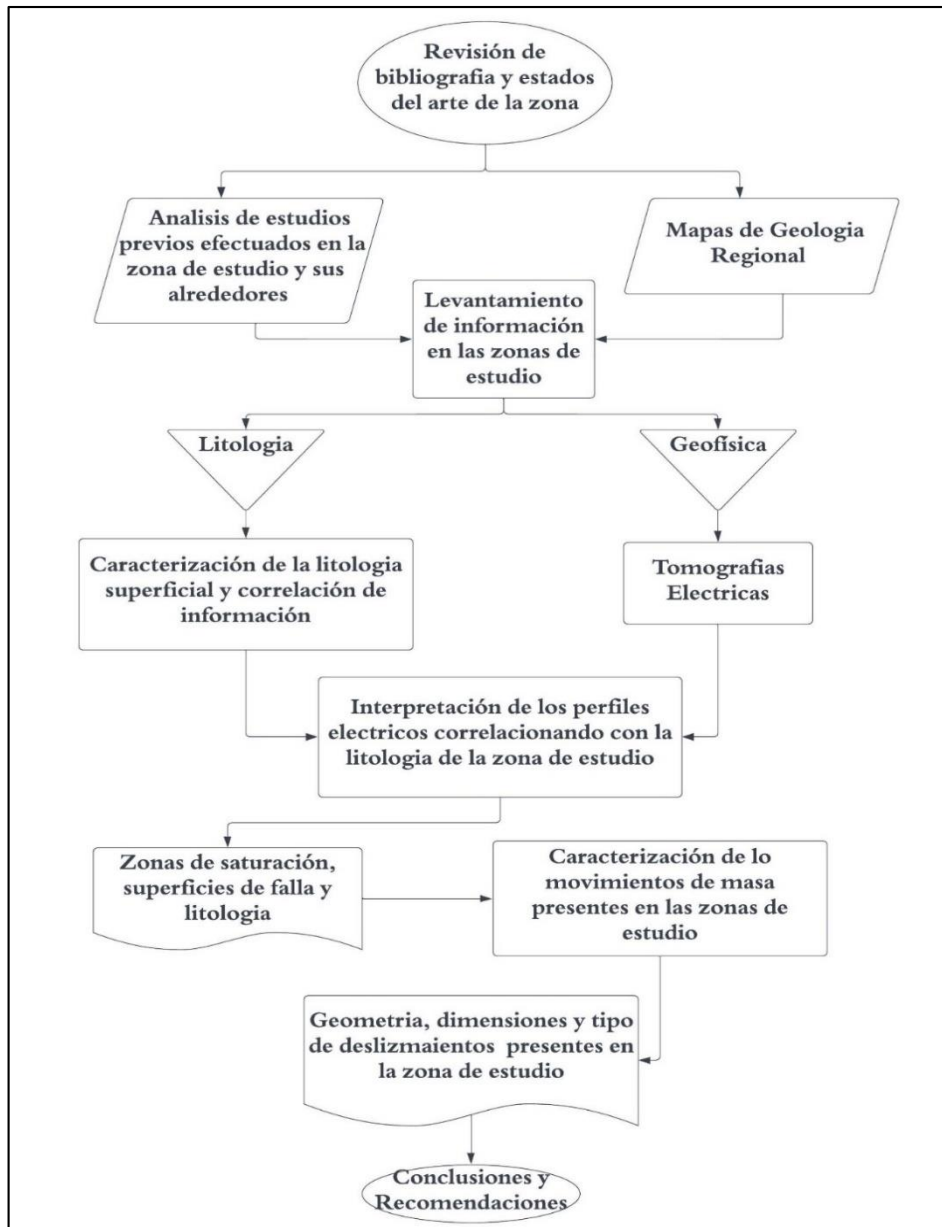 Revisión de
bibliografia y estados
del arte de la zona
Analisis de estudios
previos efectuados en la
zona de estudio y sus
alrededores
Mapas de Geologia
Regional
Levantamiento
de información
en las zonas de
estudio
Litologia
Geofísica
Caracterización de la litologia
superficial y correlación de
información
Tomografias
Electricas
Interpretación de los perfiles
electricos correlacionando con la
litologia de la zona de estudio
Zonas de saturación,
superficies de falla y
litologia
Caracterización de lo
movimientos de masa
presentes en las zonas de
estudio
Geometria, dimensiones y tipo
de deslizmaientos presentes en
la zona de estudio
Conclusiones y
Recomendaciones